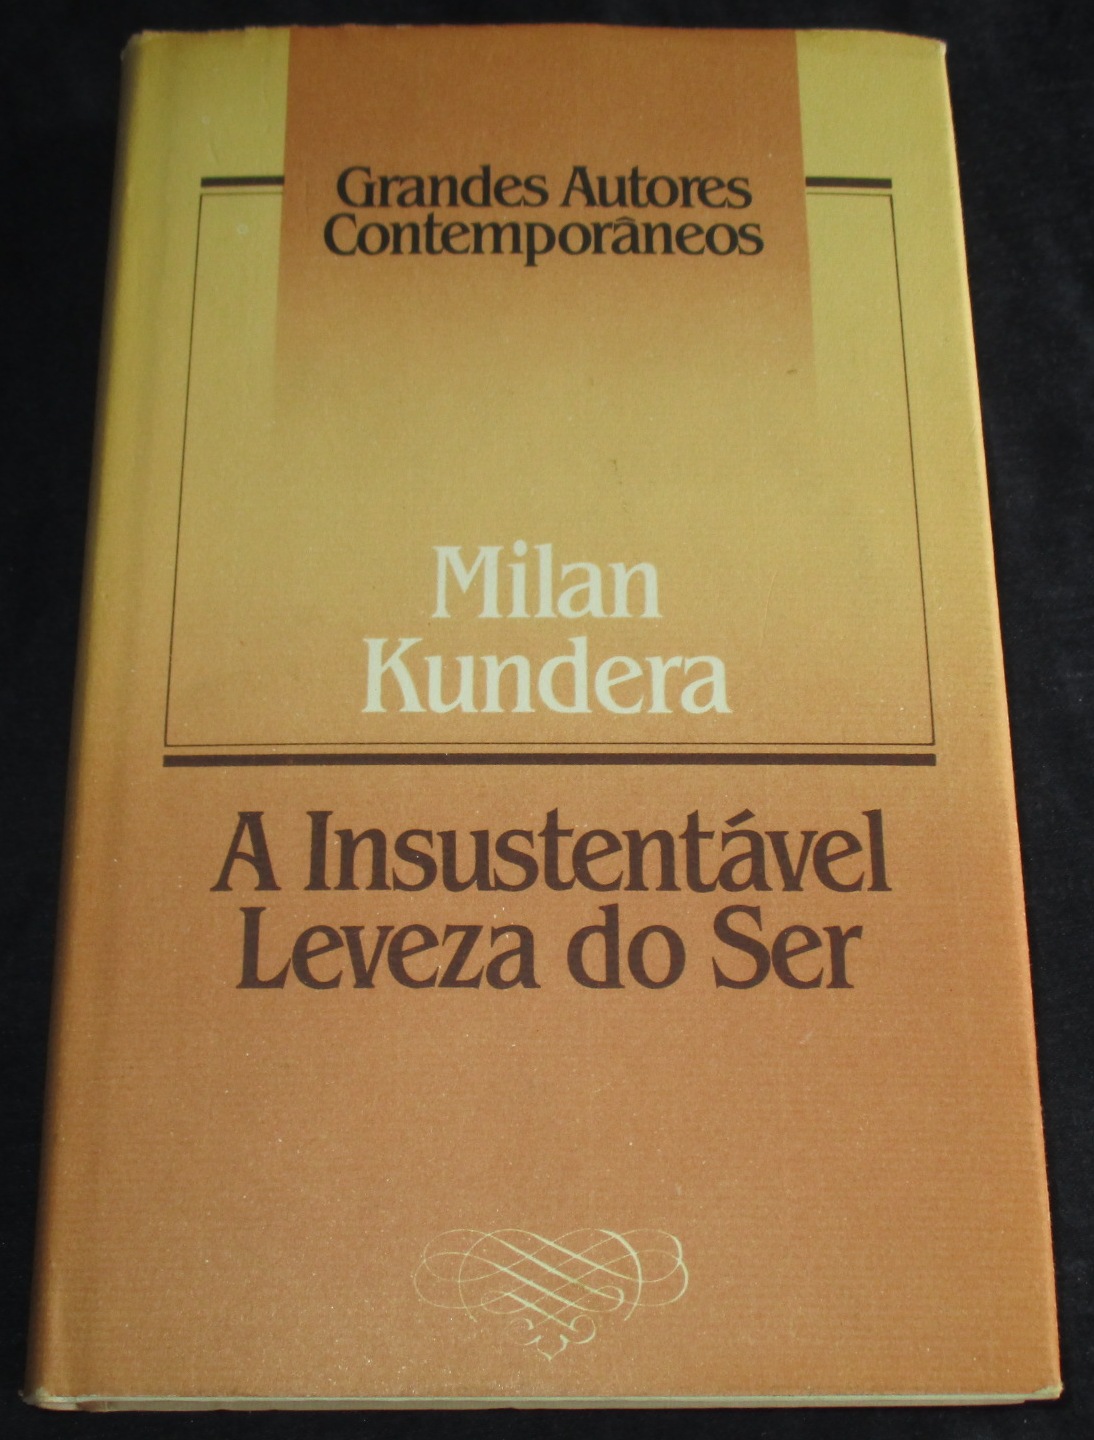 Grandes Autores
Contemporâneos
Milan
Kundera
A Insustentável
Leveza do Ser